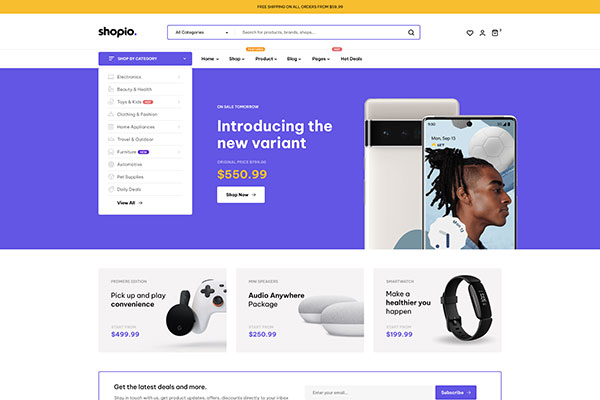 FREE SHIPPING ON ALL ORDERS FROM $59,99
shopio.
All Categories
Search for products, brands, shops...
SHOP BY CATEGORY
Home
Shop
Product
Blog
Pages
HOT
Hot Deals
Electronics
Beauty & Health
Toys & Kids HOT
Clothing & Fashion
Home Appliances
Travel & Outdoor
Furniture NEW
Automotive
Pet Supplies
Daily Deals
View All
ON SALE TOMORROW
Introducing the
new variant
ORIGINAL PRICE $799.00
$550.99
Shop Now
9:30
Mon, Sep 13
PREMIERE EDITION
Pick up and play
convenience
START FROM
$499.99
MINI SPEAKERS
Audio Anywhere
Package
START FROM
$250.99
SMARTWATCH
Make a
healthier you
happen
START FROM
$199.99
Get the latest deals and more.
Stay in touch with us, get product updates, offers, discounts directly to your inbox
Enter your email...
Subscribe